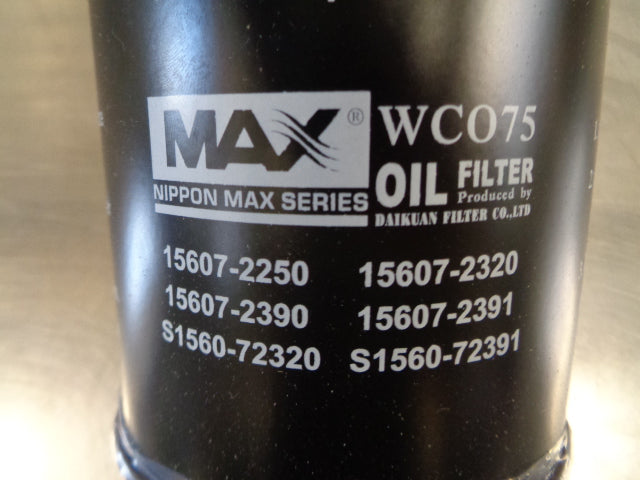 MAX® WCO75
NIPPON MAX SERIES
OIL FILTER
Produced by
DAIKUAN FILTER CO.,LTD
15607-2250 15607-2320
15607-2390 15607-2391
S1560-72320 S1560-72391